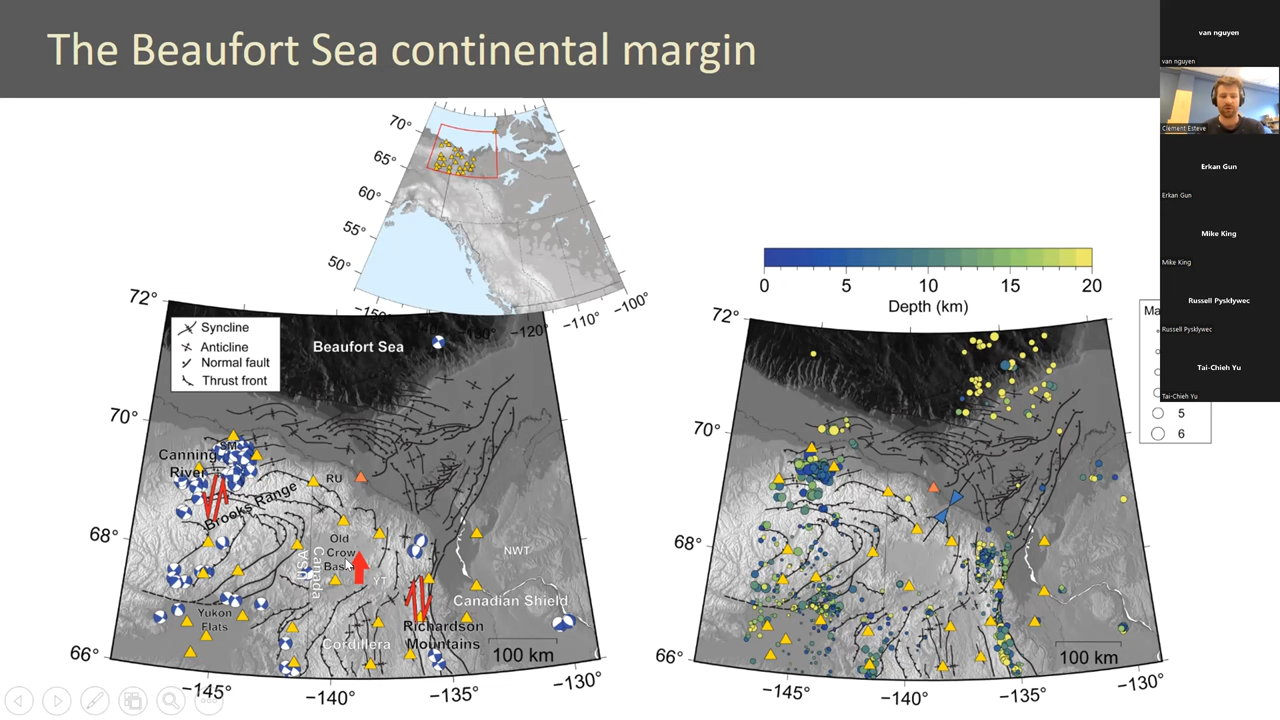 The Beaufort Sea continental margin
van nguyen
van nguyen
Clement Esteve
Erkan Gun
Erkan Gun
Mike King
Mike King
Russell Pysklywec
Russell Pysklywec
Tai-Chieh Yu
Tai-Chieh Yu
70°
65°
60°
55°
50°
−120°
−110°
−100°
72°
70°
68°
66°
−145°
−140°
−135°
−130°
Syncline
Anticline
Normal fault
Thrust front
Beaufort Sea
SM
Canning
River
Brooks Range
RU
Old
Crow
Basin
USA
Canada
YT
NWT
Canadian Shield
Yukon
Flats
Cordillera
Richardson
Mountains
100 km
0
5
10
15
20
Depth (km)
72°
70°
68°
66°
−145°
−140°
−135°
−130°
100 km
Ma
5
6